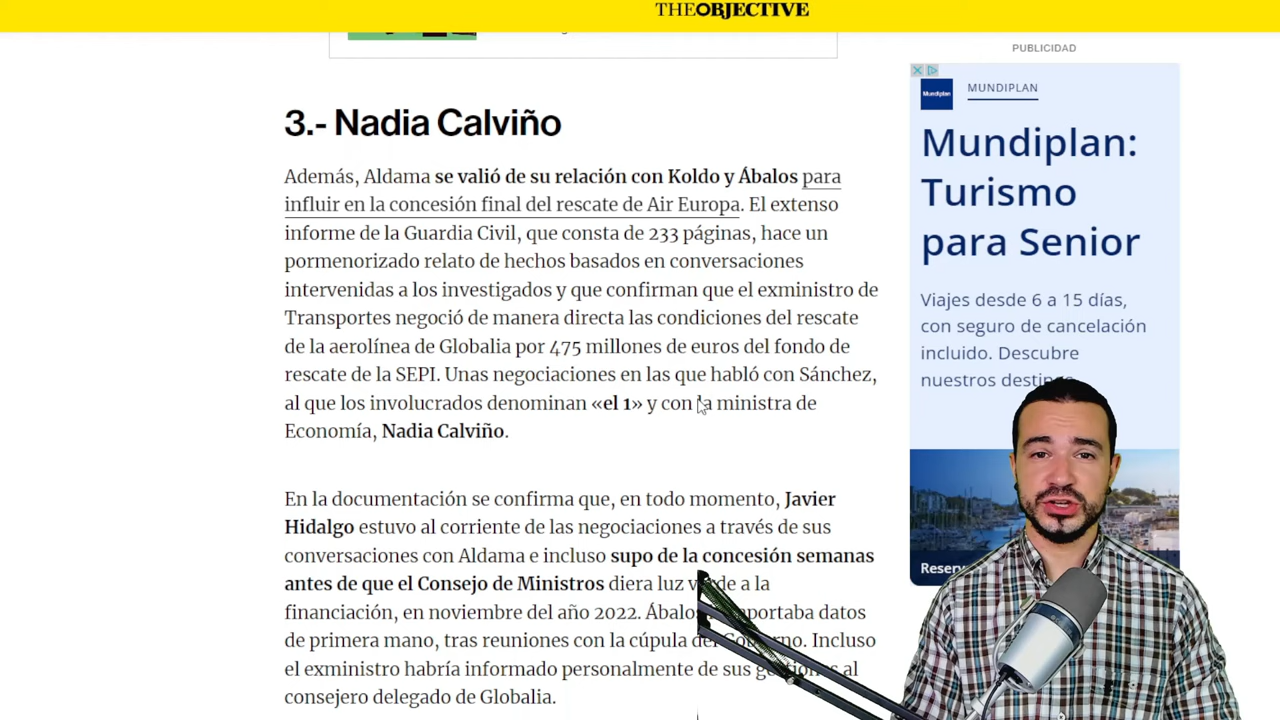 THE OBJECTIVE
PUBLICIDAD
3.- Nadia Calviño
Además, Aldama se valió de su relación con Koldo y Ábalos para
influir en la concesión final del rescate de Air Europa. El extenso
informe de la Guardia Civil, que consta de 233 páginas, hace un
pormenorizado relato de hechos basados en conversaciones
intervenidas a los investigados y que confirman que el exministro de
Transportes negoció de manera directa las condiciones del rescate
de la aerolínea de Globalia por 475 millones de euros del fondo de
rescate de la SEPI. Unas negociaciones en las que habló con Sánchez,
al que los involucrados denominan «el 1» y con la ministra de
Economía, Nadia Calviño.
En la documentación se confirma que, en todo momento, Javier
Hidalgo estuvo al corriente de las negociaciones a través de sus
conversaciones con Aldama e incluso supo de la concesión semanas
antes de que el Consejo de Ministros diera luz verde a la
financiación, en noviembre del año 2022. Ábalos aportaba datos
de primera mano, tras reuniones con la cúpula del Gobierno. Incluso
el exministro habría informado personalmente de sus gestiones al
consejero delegado de Globalia.
Mundiplan
MUNDIPLAN
Mundiplan:
Turismo
para Senior
Viajes desde 6 a 15 días,
con seguro de cancelación
incluido. Descubre
nuestros destinos